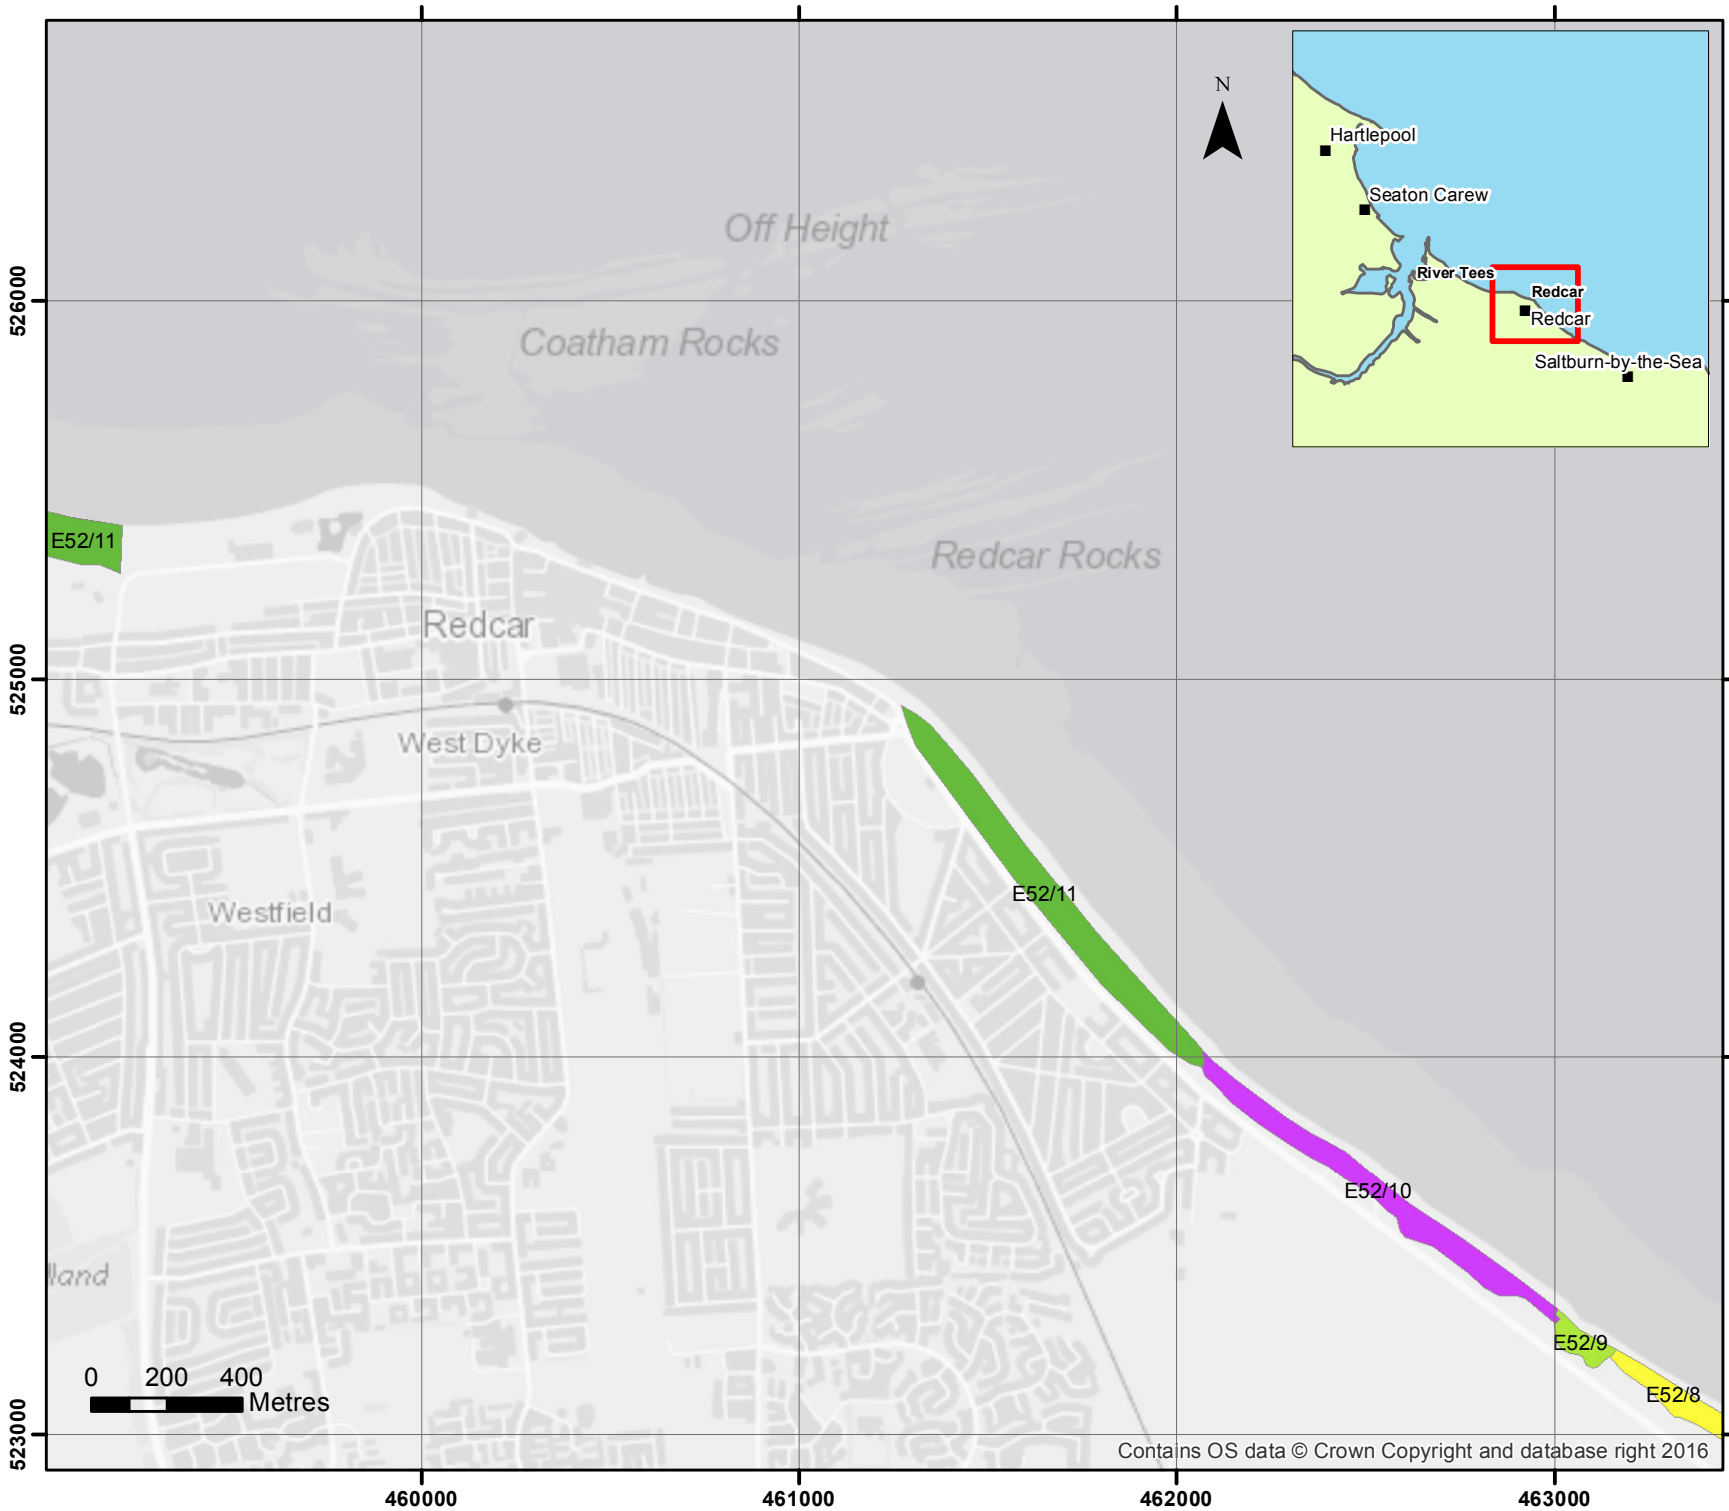 N
Hartlepool
Seaton Carew
River Tees
Redcar
Redcar
Saltburn-by-the-Sea
Off Height
Coatham Rocks
Redcar Rocks
526000
525000
524000
523000
E52/11
Redcar
West Dyke
Westfield
E52/11
E52/10
lland
E52/9
E52/8
0 200 400
Metres
Contains OS data © Crown Copyright and database right 2016
460000 461000 462000 463000